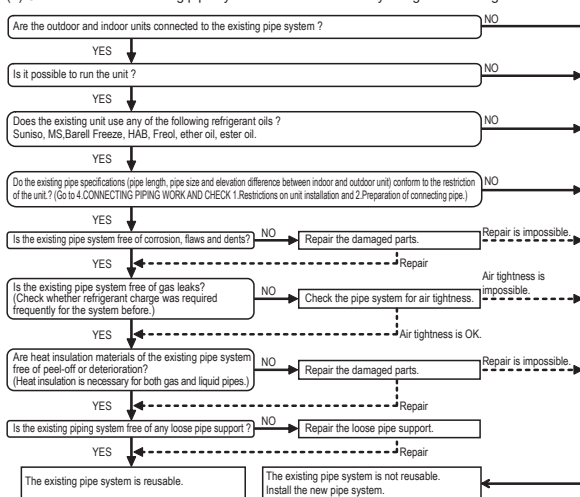 Are the outdoor and indoor units connected to the existing pipe system ?
NO
YES
Is it possible to run the unit ?
NO
YES
Does the existing unit use any of the following refrigerant oils ?
Suniso, MS,Barell Freeze, HAB, Freol, ether oil, ester oil.
NO
YES
Do the existing pipe specifications (pipe length, pipe size and elevation difference between indoor and outdoor unit) conform to the restriction
of the unit.? (Go to 4.CONNECTING PIPING WORK AND CHECK 1.Restrictions on unit installation and 2.Preparation of connecting pipe.)
NO
YES
Is the existing pipe system free of corrosion, flaws and dents?
NO
Repair the damaged parts.
Repair is impossible.
YES
Repair
Is the existing pipe system free of gas leaks?
(Check whether refrigerant charge was required
frequently for the system before.)
NO
Check the pipe system for air tightness.
Air tightness is
impossible.
YES
Air tightness is OK.
Are heat insulation materials of the existing pipe system
free of peel-off or deterioration?
(Heat insulation is necessary for both gas and liquid pipes.)
NO
Repair the damaged parts.
Repair is impossible.
YES
Repair
Is the existing piping system free of any loose pipe support ?
NO
Repair the loose pipe support.
YES
Repair
The existing pipe system is reusable.
The existing pipe system is not reusable.
Install the new pipe system.